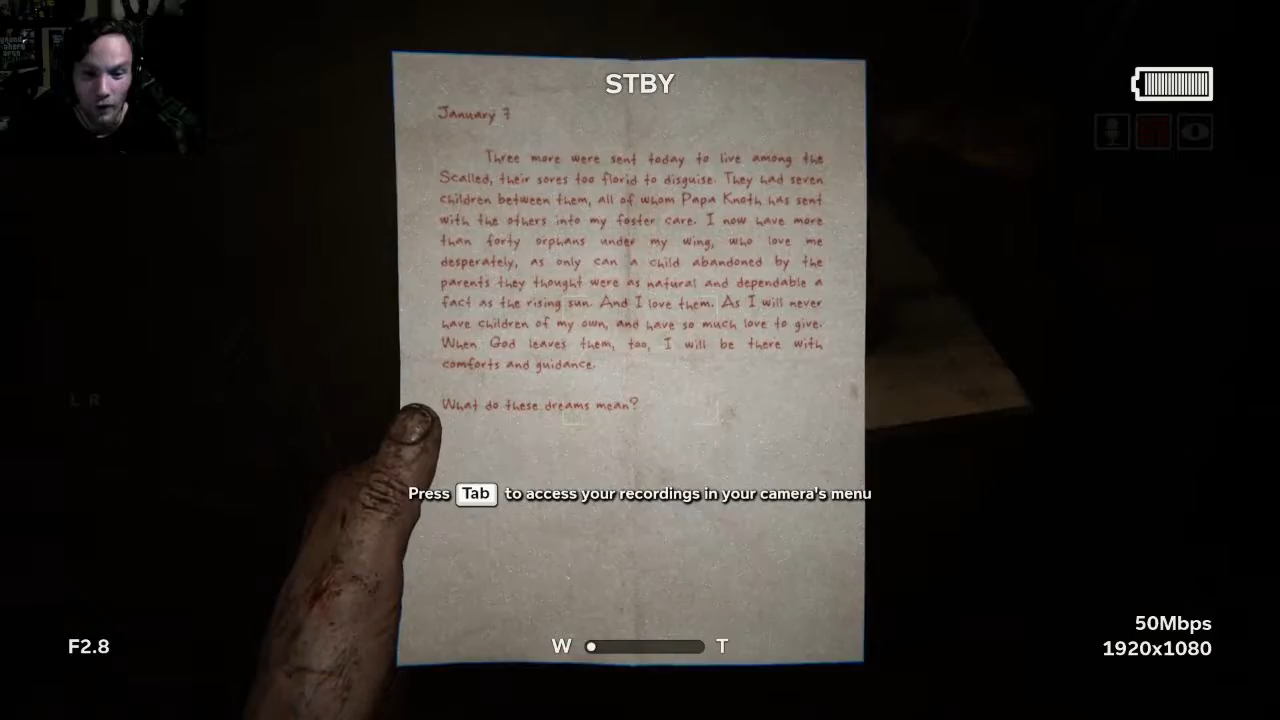 STBY
January 7
Three more were sent today to live among the
Scalled, their sores too florid to disguise. They had seven
children between them, all of whom Papa Knoth has sent
with the others into my foster care. I now have more
than forty orphans under my wing, who love me
desperately, as only can a child abandoned by the
parents they thought were as natural and dependable a
fact as the rising sun. And I love them. As I will never
have children of my own, and have so much love to give.
When God leaves them, too, I will be there with
comforts and guidance.
What do these dreams mean?
L R
Press Tab to access your recordings in your camera's menu
F2.8
W T
50Mbps
1920x1080